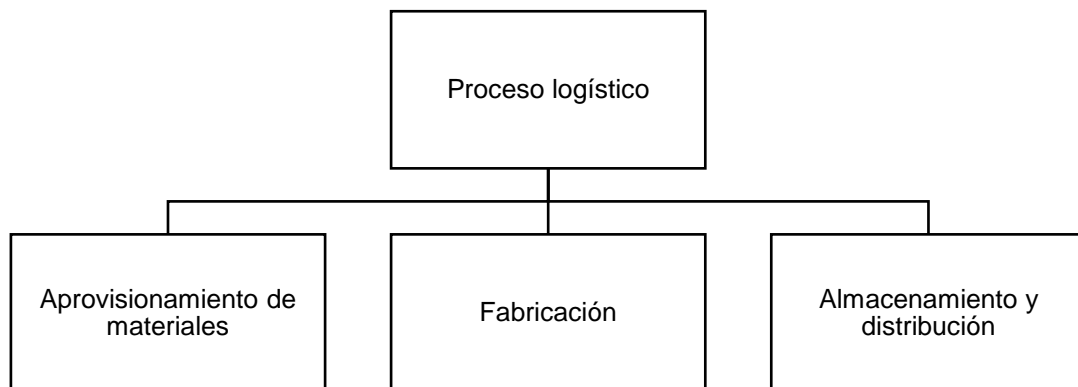 Proceso logístico
Aprovisionamiento de
materiales
Fabricación
Almacenamiento y
distribución